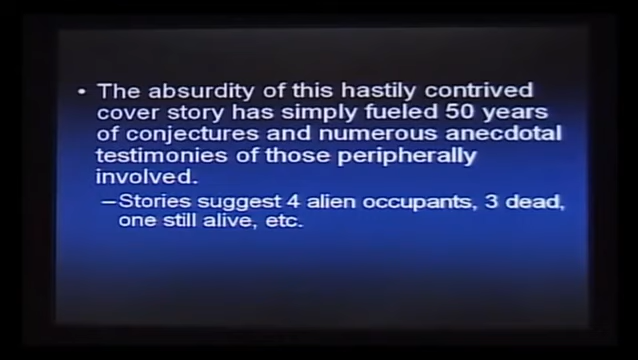 • The absurdity of this hastily contrived
cover story has simply fueled 50 years
of conjectures and numerous anecdotal
testimonies of those peripherally
involved.
–Stories suggest 4 alien occupants, 3 dead,
one still alive, etc.